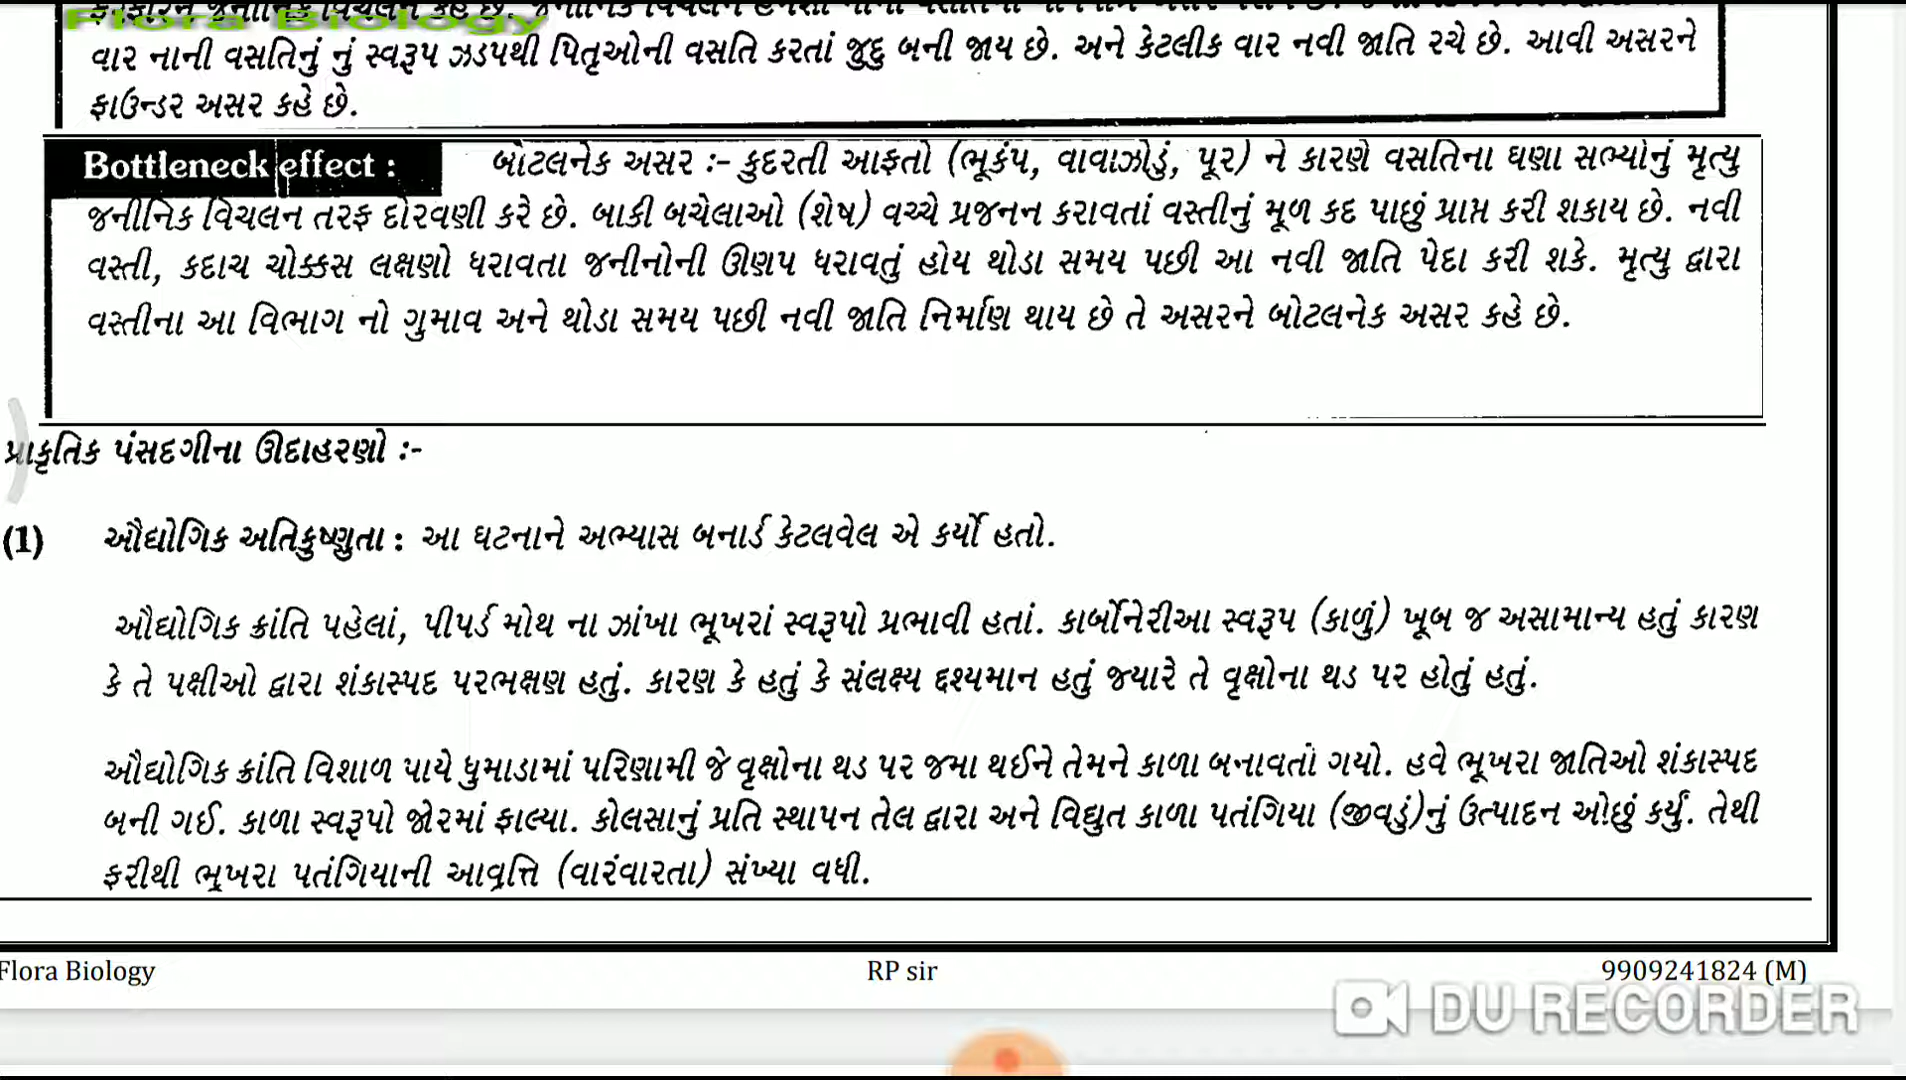 Flora Biology
વાર નાની વસતિનું નું સ્વરૂપ ઝડપથી પિતૃઓની વસતિ કરતાં જુદુ બની જાય છે. અને કેટલીક વાર નવી જાતિ રચે છે. આવી અસરને
ફાઉન્ડર અસર કહે છે.
Bottleneck effect : બોટલનેક અસર :- કુદરતી આફતો (ભૂકંપ, વાવાઝોડું, પૂર) ને કારણે વસતિના ઘણા સભ્યોનું મૃત્યુ
જનીનિક વિચલન તરફ દોરવણી કરે છે. બાકી બચેલાઓ (શેષ) વચ્ચે પ્રજનન કરાવતાં વસ્તીનું મૂળ કદ પાછું પ્રાપ્ત કરી શકાય છે. નવી
વસ્તી, કદાચ ચોક્કસ લક્ષણો ધરાવતા જનીનોની ઊણપ ધરાવતું હોય થોડા સમય પછી આ નવી જાતિ પેદા કરી શકે. મૃત્યુ દ્વારા
વસ્તીના આ વિભાગ નો ગુમાવ અને થોડા સમય પછી નવી જાતિ નિર્માણ થાય છે તે અસરને બોટલનેક અસર કહે છે.
પ્રાકૃતિક પંસદગીના ઊદાહરણો :-
(1) ઔદ્યોગિક અતિકૃષ્ણુતા : આ ઘટનાને અભ્યાસ બનાર્ડ કેટલવેલ એ કર્યો હતો.
ઔદ્યોગિક ક્રાંતિ પહેલાં, પીપર્ડ મોથ ના ઝાંખા ભૂખરાં સ્વરૂપો પ્રભાવી હતાં. કાર્બોનેરીઆ સ્વરૂપ (કાળું) ખૂબ જ અસામાન્ય હતું કારણ
કે તે પક્ષીઓ દ્વારા શંકાસ્પદ પરભક્ષણ હતું. કારણ કે હતું કે સંલક્ષ્ય દ્દશ્યમાન હતું જ્યારે તે વૃક્ષોના થડ પર હોતું હતું.
ઔદ્યોગિક ક્રાંતિ વિશાળ પાયે ધુમાડામાં પરિણામી જે વૃક્ષોના થડ પર જમા થઈને તેમને કાળા બનાવતાં ગયો. હવે ભૂખરા જાતિઓ શંકાસ્પદ
બની ગઈ. કાળા સ્વરૂપો જોરમાં ફાલ્યા. કોલસાનું પ્રતિ સ્થાપન તેલ દ્વારા અને વિદ્યુત કાળા પતંગિયા (જીવડું)નું ઉત્પાદન ઓછું કર્યું. તેથી
ફરીથી ભૂખરા પતંગિયાની આવૃત્તિ (વારંવારતા) સંખ્યા વધી.
Flora Biology RP sir 9909241824 (M)
DU RECORDER